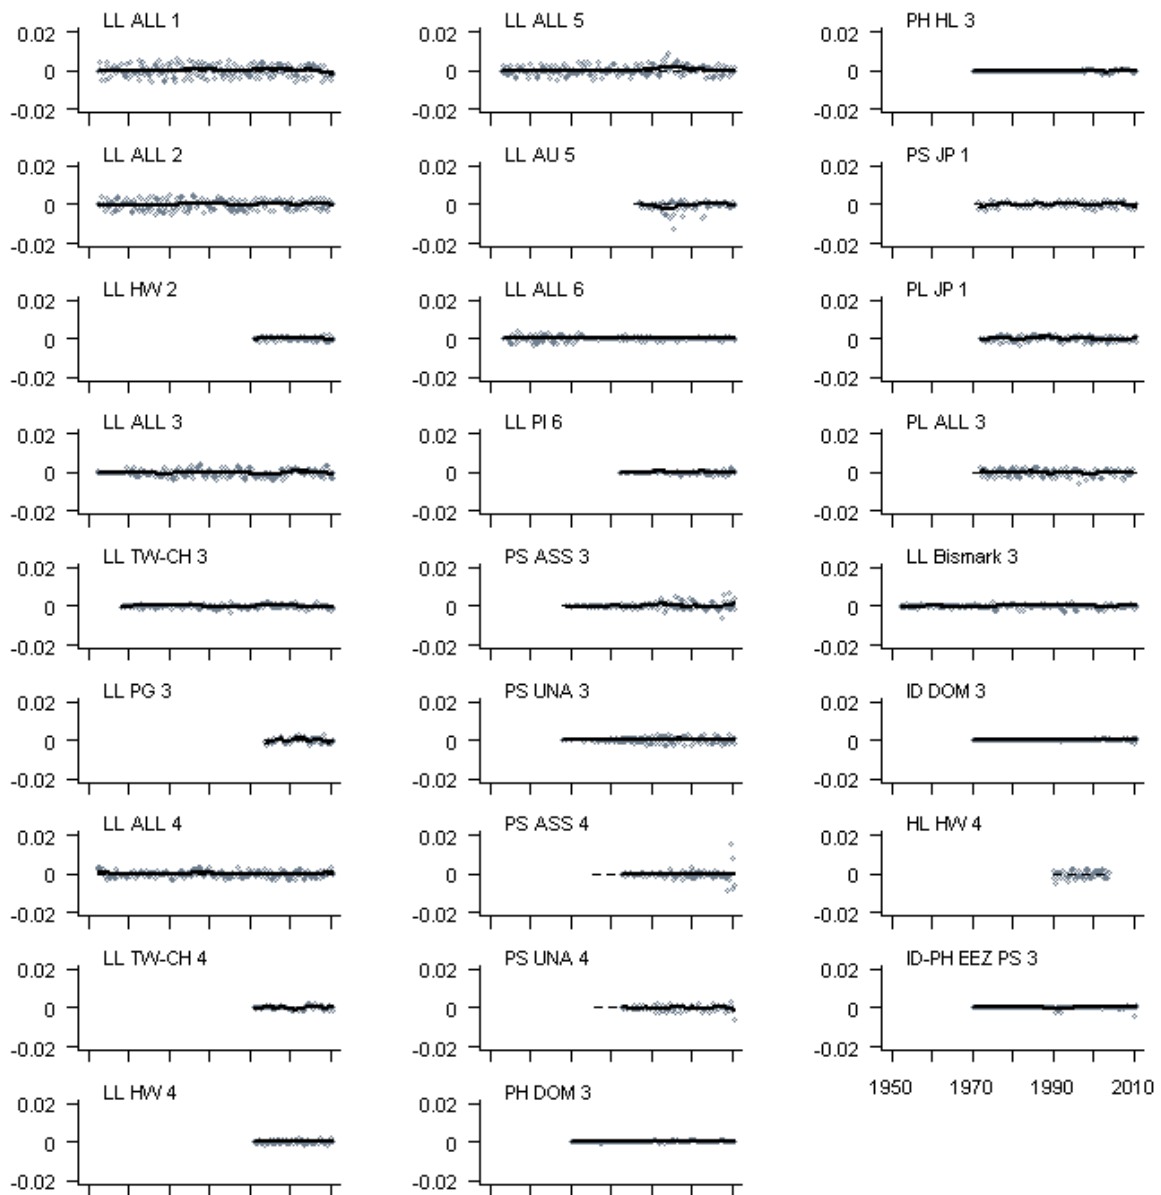 LL ALL 1
0.02
0
-0.02
LL ALL 2
0.02
0
-0.02
LL HW 2
0.02
0
-0.02
LL ALL 3
0.02
0
-0.02
LL TW-CH 3
0.02
0
-0.02
LL PG 3
0.02
0
-0.02
LL ALL 4
0.02
0
-0.02
LL TW-CH 4
0.02
0
-0.02
LL HW 4
0.02
0
-0.02
LL ALL 5
0.02
0
-0.02
LL AU 5
0.02
0
-0.02
LL ALL 6
0.02
0
-0.02
LL PI 6
0.02
0
-0.02
PS ASS 3
0.02
0
-0.02
PS UNA 3
0.02
0
-0.02
PS ASS 4
0.02
0
-0.02
PS UNA 4
0.02
0
-0.02
PH DOM 3
0.02
0
-0.02
PH HL 3
0.02
0
-0.02
PS JP 1
0.02
0
-0.02
PL JP 1
0.02
0
-0.02
PL ALL 3
0.02
0
-0.02
LL Bismark 3
0.02
0
-0.02
ID DOM 3
0.02
0
-0.02
HL HW 4
0.02
0
-0.02
ID-PH EEZ PS 3
0.02
0
-0.02
1950 1970 1990 2010